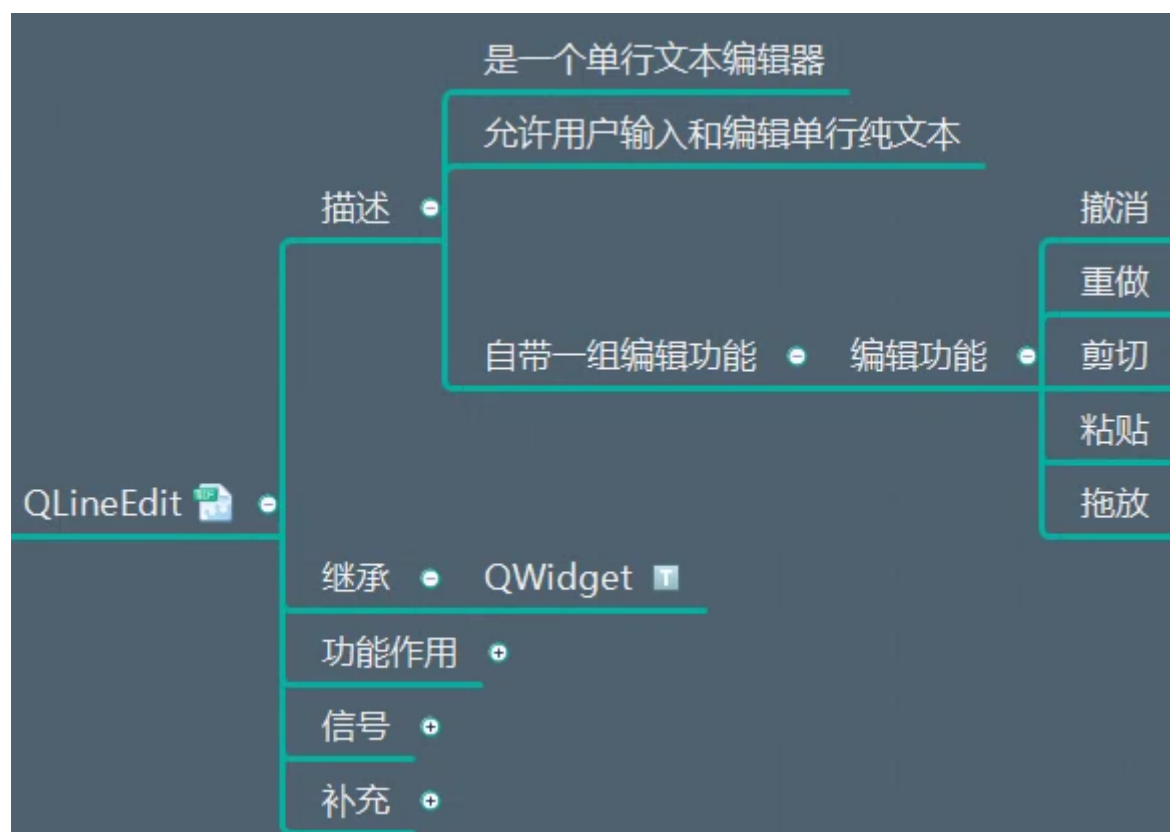 是一个单行文本编辑器
允许用户输入和编辑单行纯文本
描述
撤消
重做
自带一组编辑功能
编辑功能
剪切
粘贴
QLineEdit
拖放
继承
QWidget
功能作用
信号
补充